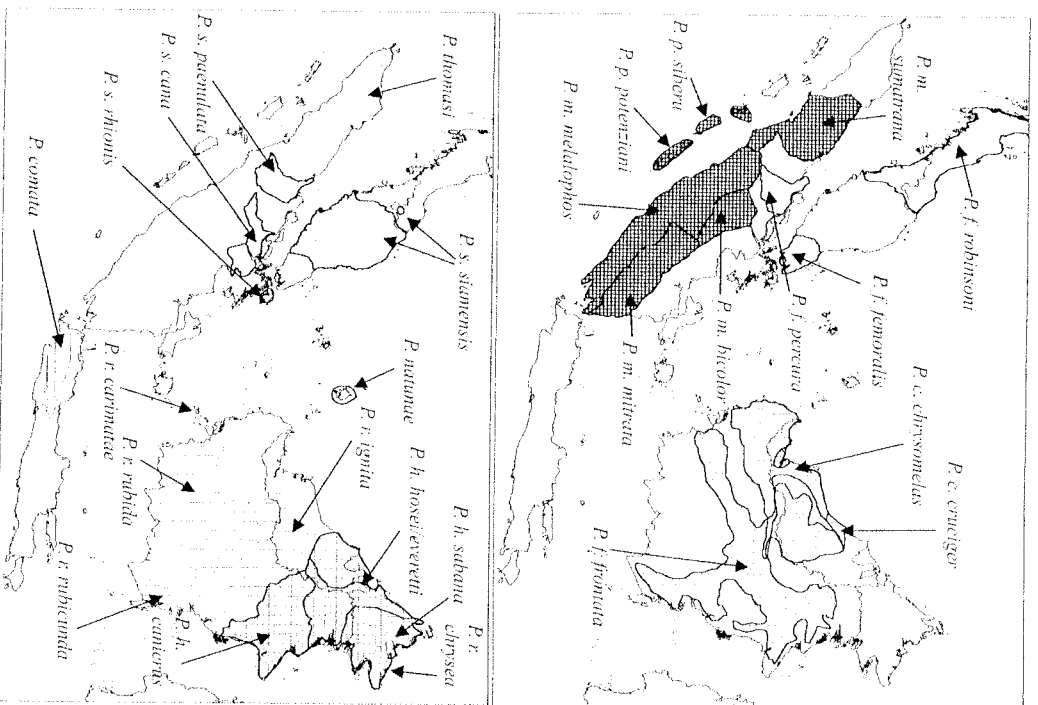 P. f. robinsoni
P. m.
sumatrana
P. p. siberu
P. p. potenziani
P. m. melalophos
P. f. femoralis
P. f. percura
P. m. bicolor
P. m. mitrata
P. c. cruciger
P. c. chrysomelas
P. f. frontata
P. thomasi
P. s. paenulata
P. s. cana
P. s. rhionis
P. comata
P. s. siamensis
P. natunae
P. r. ignita
P. r. carimatae
P. r. rubida
P. h. hosei/everetti
P. h. sabana
P. r.
chrysea
P. h.
canicrus
P. r. rubicunda